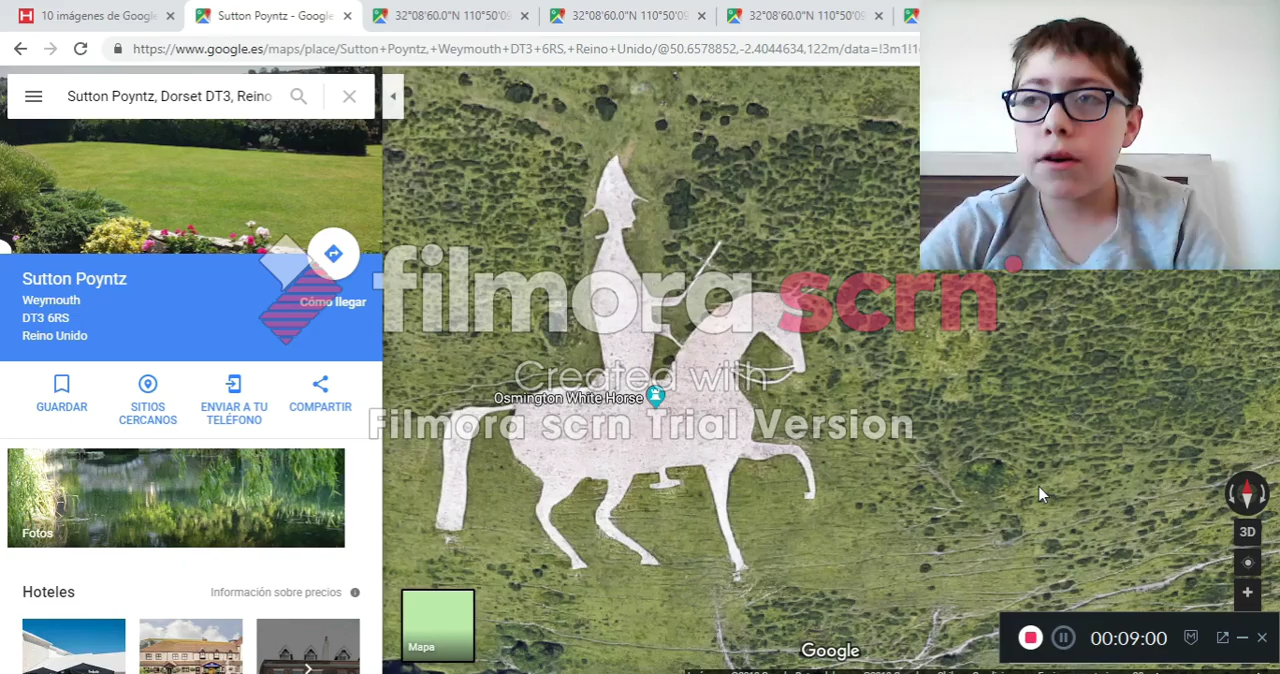 10 imágenes de Google
Sutton Poyntz - Google
32°08'60.0"N 110°50'09
32°08'60.0"N 110°50'09
32°08'60.0"N 110°50'09
https://www.google.es/maps/place/Sutton+Poyntz,+Weymouth+DT3+6RS,+Reino+Unido/@50.6578852,-2.4044634,122m/data=!3m1!1
Sutton Poyntz, Dorset DT3, Reino
filmora scrn
Created with
Filmora scrn Trial Version
Sutton Poyntz
Weymouth
DT3 6RS
Reino Unido
Cómo llegar
GUARDAR
SITIOS
CERCANOS
ENVIAR A TU
TELÉFONO
COMPARTIR
Osmington White Horse
Fotos
Hoteles
Información sobre precios
Mapa
Google
3D
00:09:00